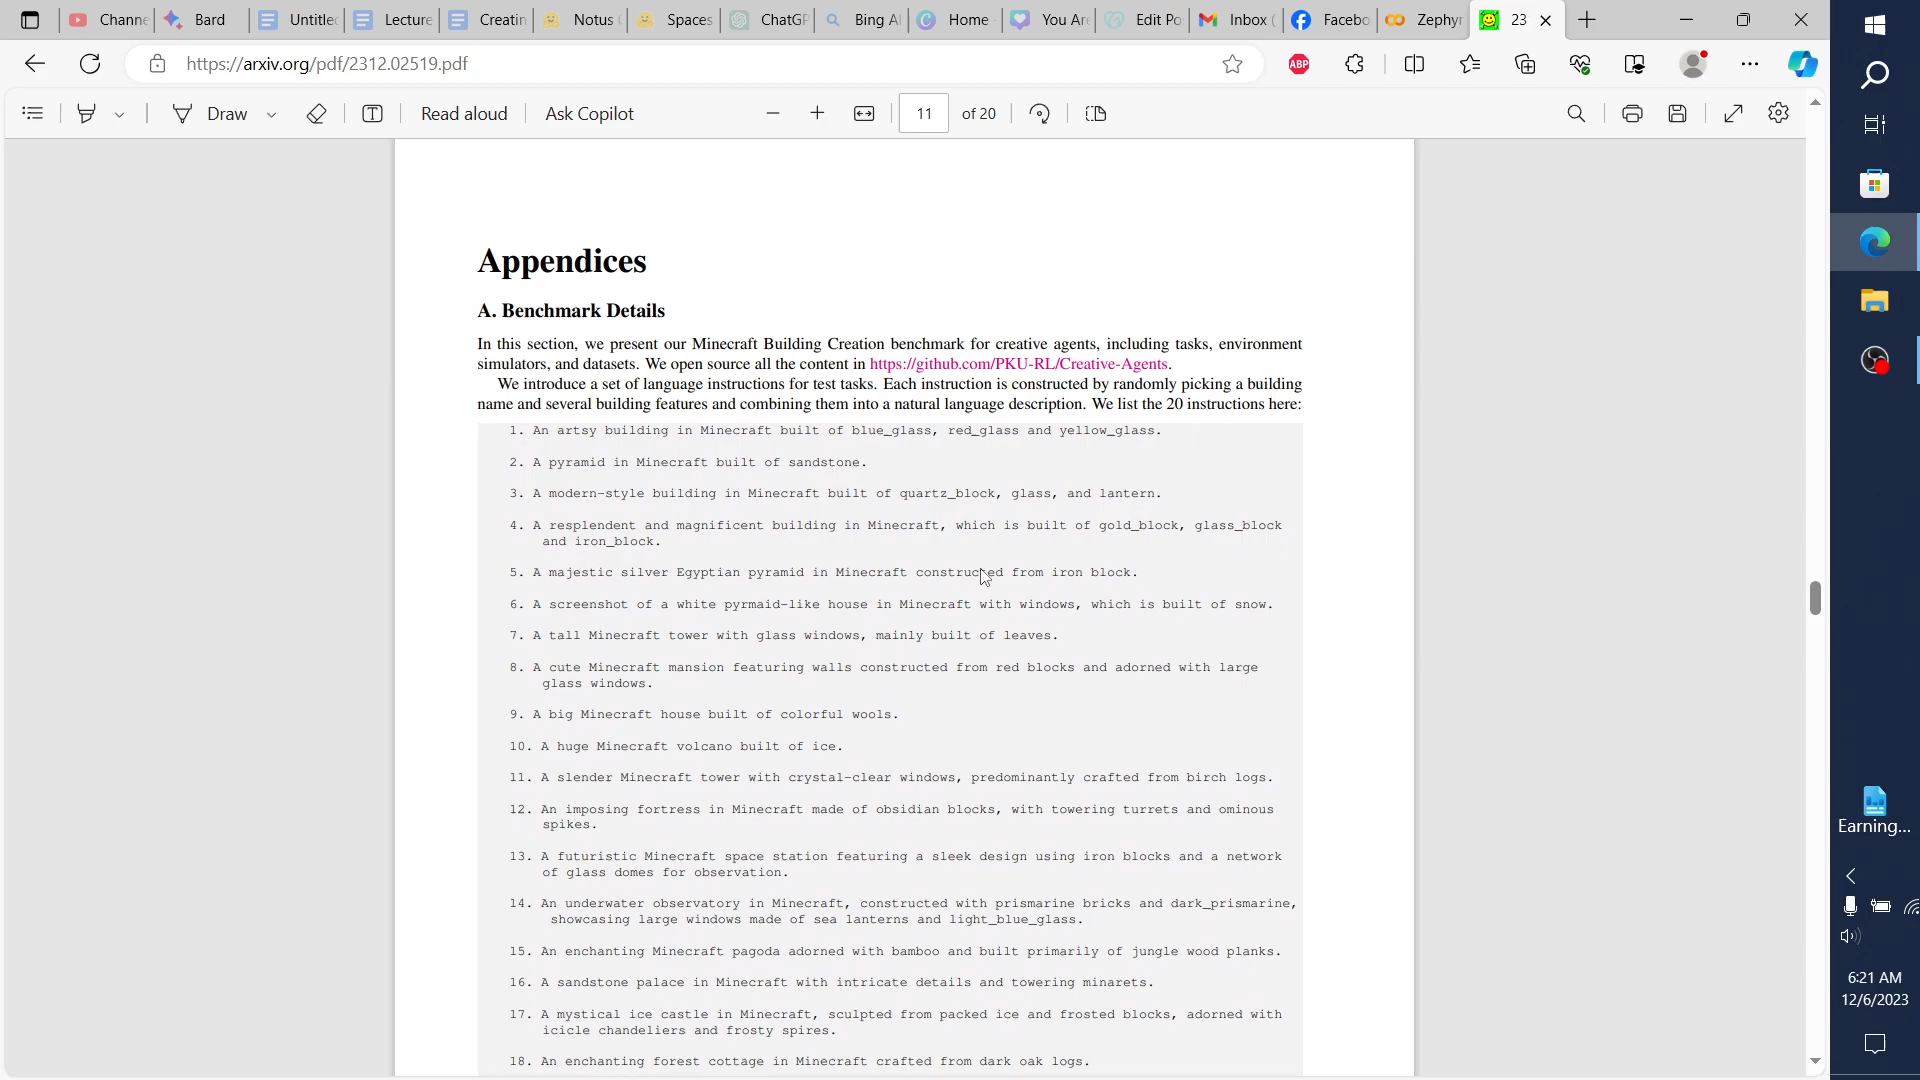 Channe
Bard
Untitled
Lecture
Creatin
Notus
Spaces
ChatGP
Bing AI
Home
You Are
Edit Po
Inbox (
Facebo
Zephyr
23
https://arxiv.org/pdf/2312.02519.pdf
ABP
Draw
Read aloud
Ask Copilot
11 of 20
Appendices
A. Benchmark Details
In this section, we present our Minecraft Building Creation benchmark for creative agents, including tasks, environment
simulators, and datasets. We open source all the content in https://github.com/PKU-RL/Creative-Agents.
We introduce a set of language instructions for test tasks. Each instruction is constructed by randomly picking a building
name and several building features and combining them into a natural language description. We list the 20 instructions here:
1. An artsy building in Minecraft built of blue_glass, red_glass and yellow_glass.
2. A pyramid in Minecraft built of sandstone.
3. A modern-style building in Minecraft built of quartz_block, glass, and lantern.
4. A resplendent and magnificent building in Minecraft, which is built of gold_block, glass_block
and iron_block.
5. A majestic silver Egyptian pyramid in Minecraft constructed from iron block.
6. A screenshot of a white pyrmaid-like house in Minecraft with windows, which is built of snow.
7. A tall Minecraft tower with glass windows, mainly built of leaves.
8. A cute Minecraft mansion featuring walls constructed from red blocks and adorned with large
glass windows.
9. A big Minecraft house built of colorful wools.
10. A huge Minecraft volcano built of ice.
11. A slender Minecraft tower with crystal-clear windows, predominantly crafted from birch logs.
12. An imposing fortress in Minecraft made of obsidian blocks, with towering turrets and ominous
spikes.
13. A futuristic Minecraft space station featuring a sleek design using iron blocks and a network
of glass domes for observation.
14. An underwater observatory in Minecraft, constructed with prismarine bricks and dark_prismarine,
showcasing large windows made of sea lanterns and light_blue_glass.
15. An enchanting Minecraft pagoda adorned with bamboo and built primarily of jungle wood planks.
16. A sandstone palace in Minecraft with intricate details and towering minarets.
17. A mystical ice castle in Minecraft, sculpted from packed ice and frosted blocks, adorned with
icicle chandeliers and frosty spires.
18. An enchanting forest cottage in Minecraft crafted from dark oak logs.
Earning...
6:21 AM
12/6/2023